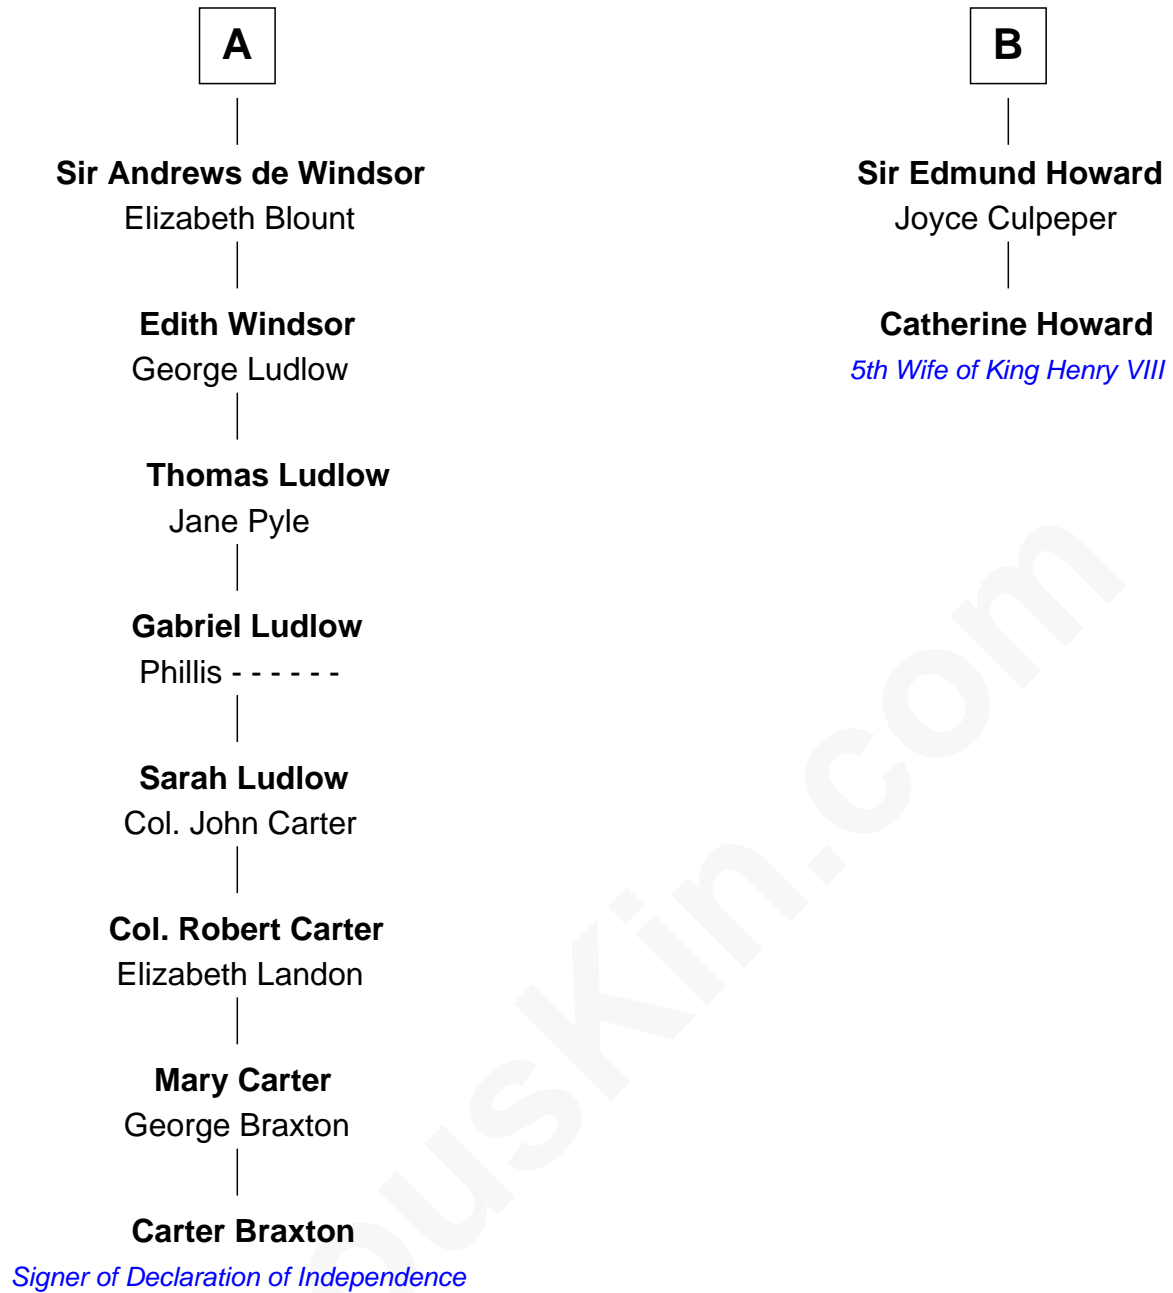 A
Sir Andrews de Windsor
Elizabeth Blount
Edith Windsor
George Ludlow
Thomas Ludlow
Jane Pyle
Gabriel Ludlow
Phillis - - - - - -
Sarah Ludlow
Col. John Carter
Col. Robert Carter
Elizabeth Landon
Mary Carter
George Braxton
Carter Braxton
Signer of Declaration of Independence
B
Sir Edmund Howard
Joyce Culpeper
Catherine Howard
5th Wife of King Henry VIII
ousKin.com